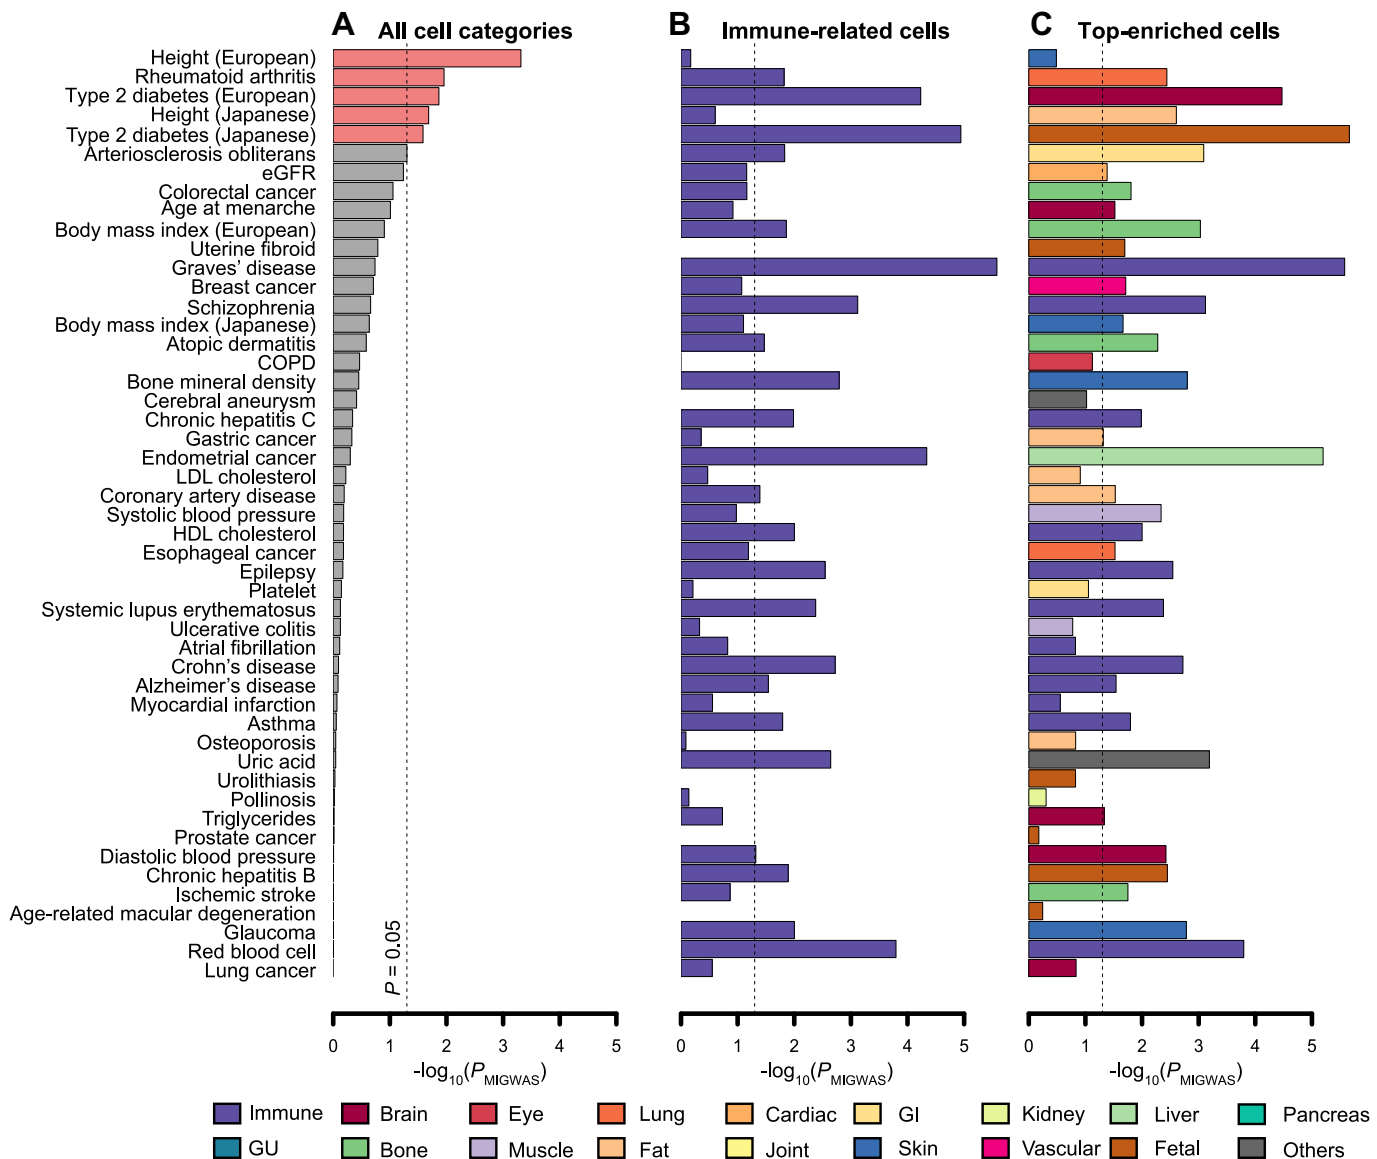 A All cell categories
B Immune-related cells
C Top-enriched cells
Height (European)
Rheumatoid arthritis
Type 2 diabetes (European)
Height (Japanese)
Type 2 diabetes (Japanese)
Arteriosclerosis obliterans
eGFR
Colorectal cancer
Age at menarche
Body mass index (European)
Uterine fibroid
Graves’ disease
Breast cancer
Schizophrenia
Body mass index (Japanese)
Atopic dermatitis
COPD
Bone mineral density
Cerebral aneurysm
Chronic hepatitis C
Gastric cancer
Endometrial cancer
LDL cholesterol
Coronary artery disease
Systolic blood pressure
HDL cholesterol
Esophageal cancer
Epilepsy
Platelet
Systemic lupus erythematosus
Ulcerative colitis
Atrial fibrillation
Crohn’s disease
Alzheimer’s disease
Myocardial infarction
Asthma
Osteoporosis
Uric acid
Urolithiasis
Pollinosis
Triglycerides
Prostate cancer
Diastolic blood pressure
Chronic hepatitis B
Ischemic stroke
Age-related macular degeneration
Glaucoma
Red blood cell
Lung cancer
P = 0.05
0 1 2 3 4 5
-log10(PMIGWAS)
0 1 2 3 4 5
-log10(PMIGWAS)
0 1 2 3 4 5
-log10(PMIGWAS)
Immune Brain Eye Lung Cardiac GI Kidney Liver Pancreas
GU Bone Muscle Fat Joint Skin Vascular Fetal Others